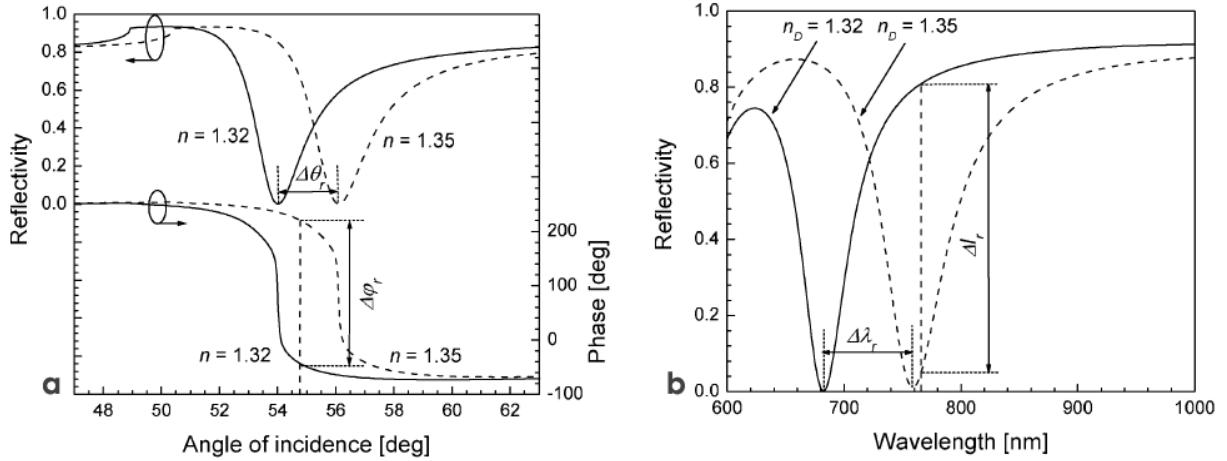 1.0
0.8
0.6
0.4
0.2
0.0
Reflectivity
n = 1.32
n = 1.35
Δθr
200
100
0
-100
Phase [deg]
Δφr
n = 1.32
n = 1.35
a
48 50 52 54 56 58 60 62
Angle of incidence [deg]
1.0
0.8
0.6
0.4
0.2
0.0
Reflectivity
nD = 1.32
nD = 1.35
ΔIr
Δλr
b
600 700 800 900 1000
Wavelength [nm]